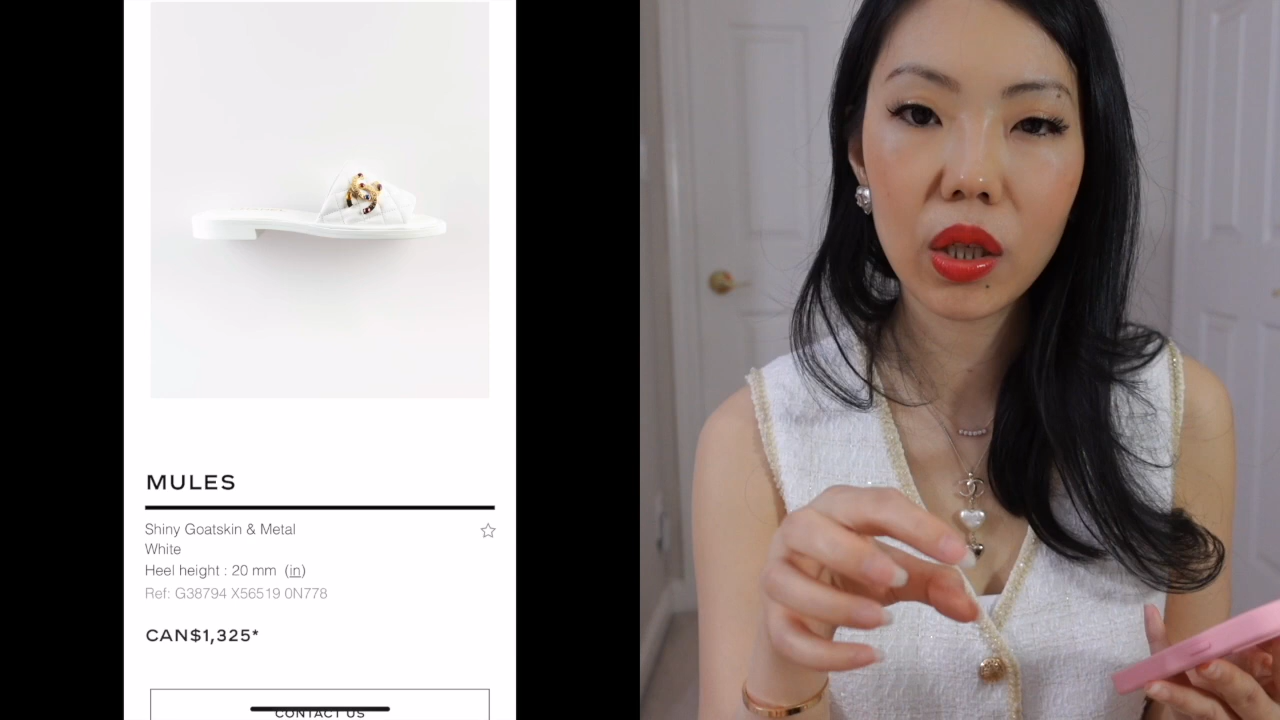 MULES
Shiny Goatskin & Metal
White
Heel height : 20 mm (in)
Ref: G38794 X56519 0N778
CAN$1,325*
CONTACT US